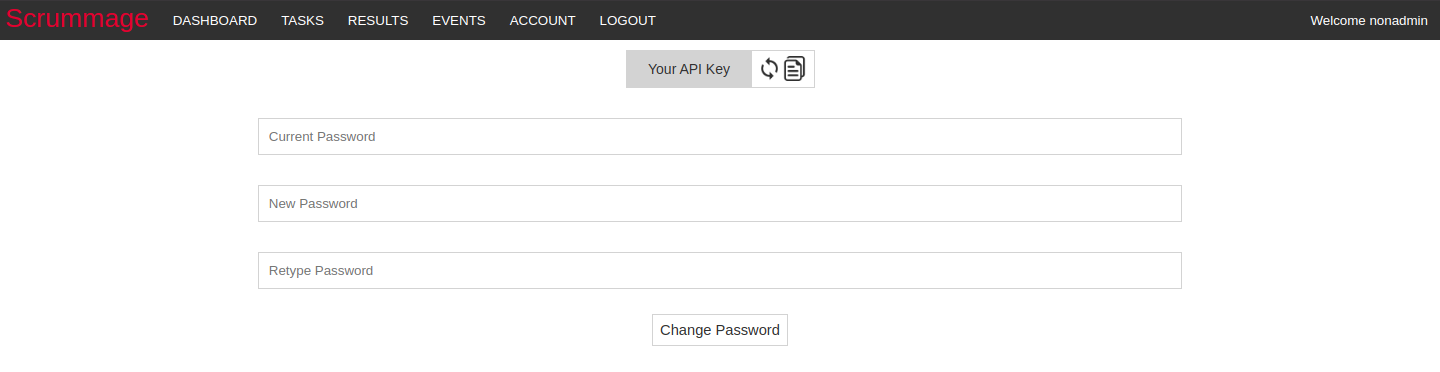 Scrummage DASHBOARD TASKS RESULTS EVENTS ACCOUNT LOGOUT Welcome nonadmin
Your API Key
Current Password
New Password
Retype Password
Change Password